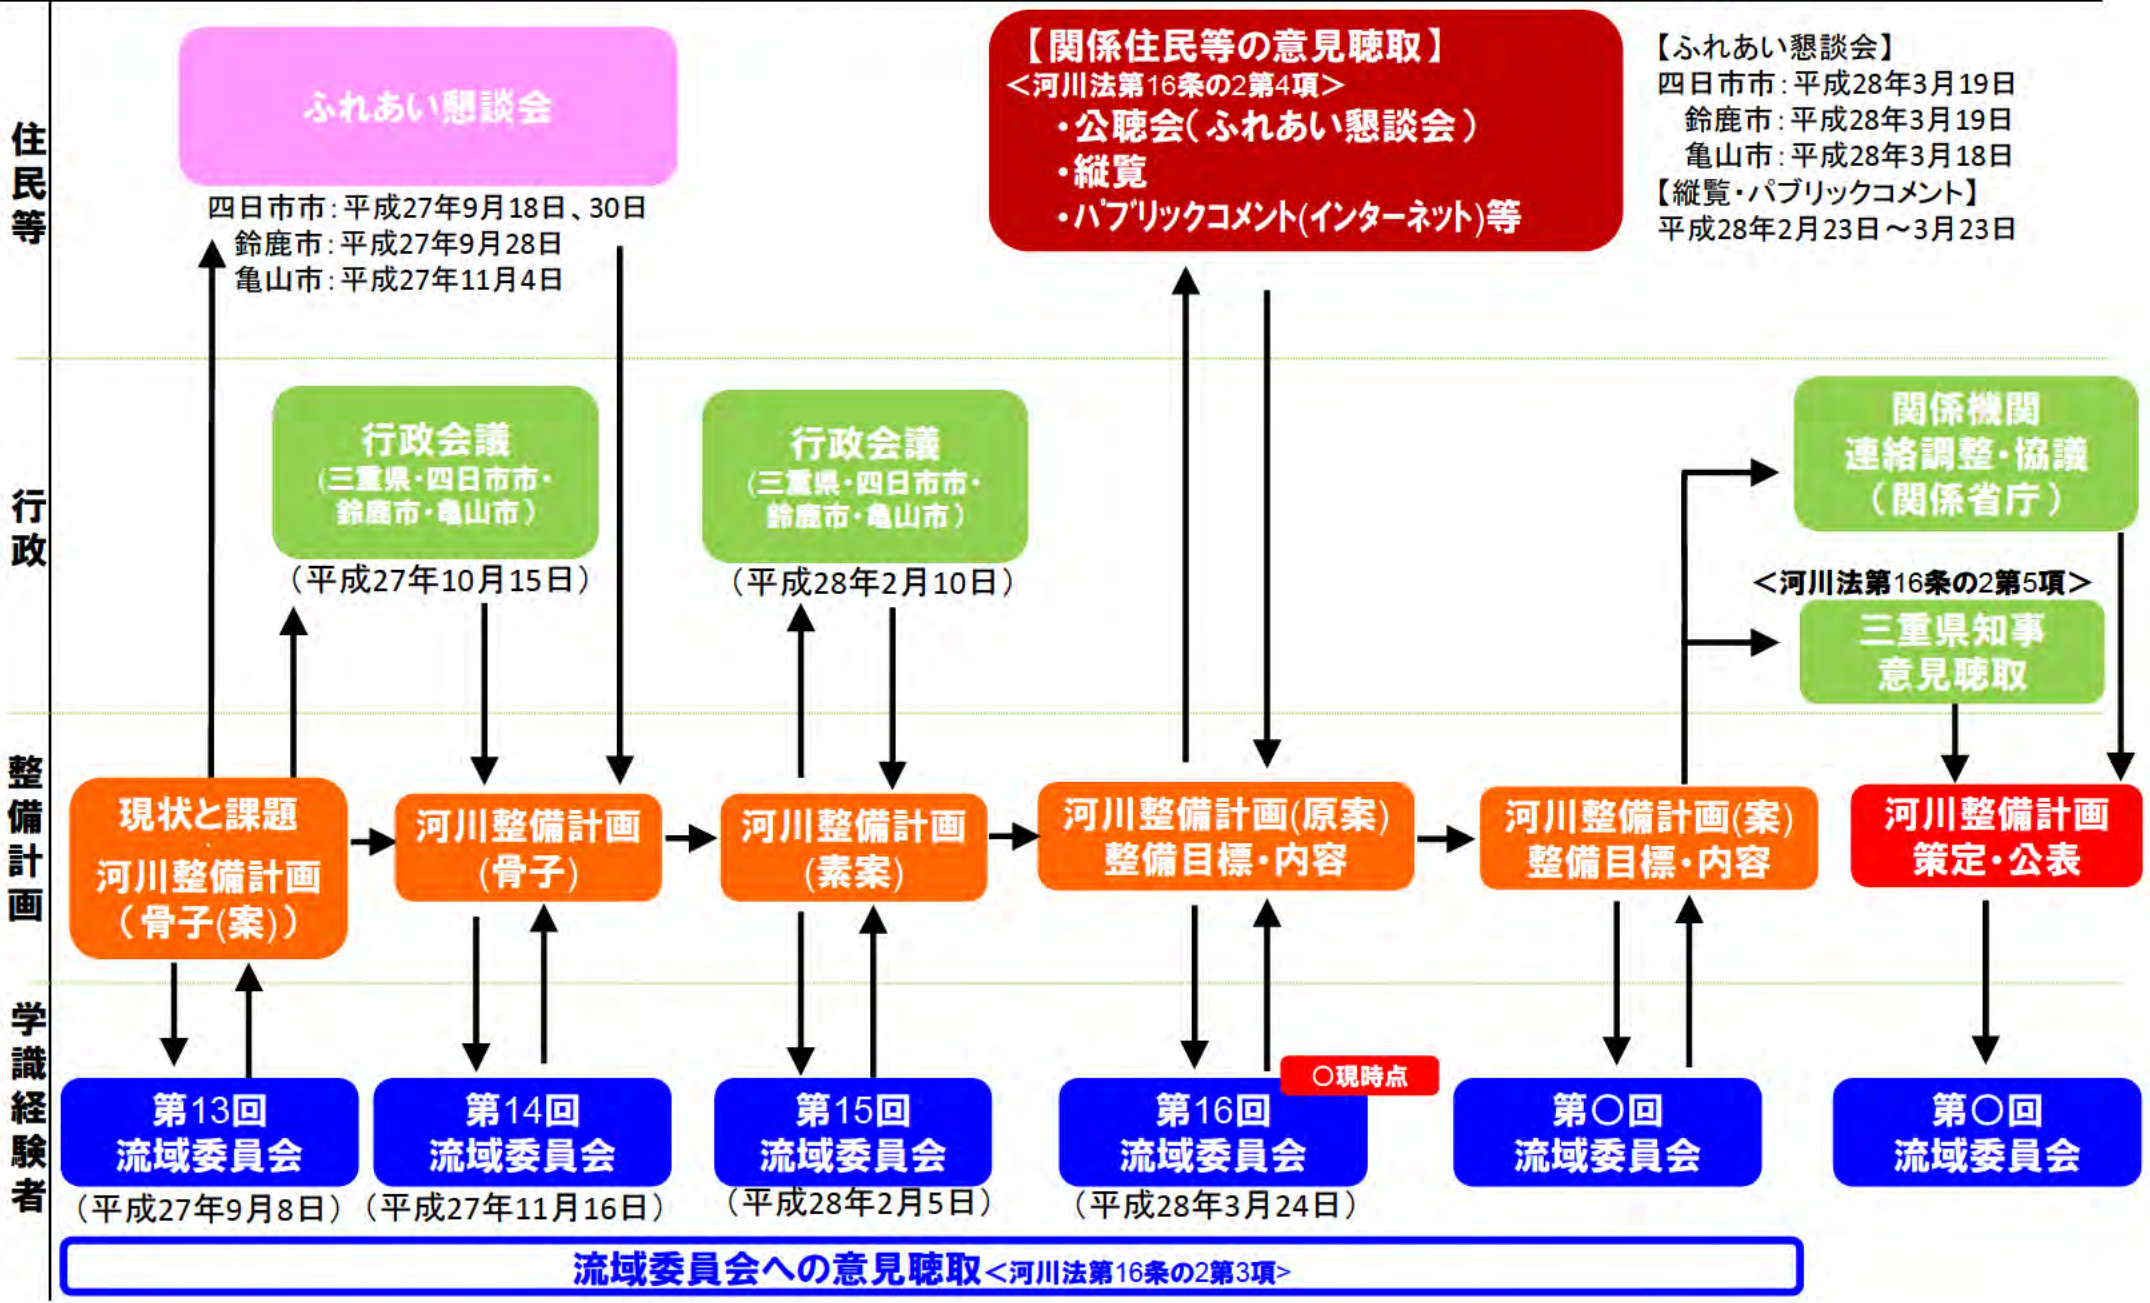 住民等
ふれあい懇談会
四日市市：平成27年9月18日、30日
鈴鹿市：平成27年9月28日
亀山市：平成27年11月4日
【関係住民等の意見聴取】
＜河川法第16条の2第4項＞
・公聴会（ふれあい懇談会）
・縦覧
・パブリックコメント(インターネット)等
【ふれあい懇談会】
四日市市：平成28年3月19日
鈴鹿市：平成28年3月19日
亀山市：平成28年3月18日
【縦覧・パブリックコメント】
平成28年2月23日～3月23日
行政
行政会議
(三重県・四日市市・
鈴鹿市・亀山市）
（平成27年10月15日）
行政会議
(三重県・四日市市・
鈴鹿市・亀山市）
（平成28年2月10日）
関係機関
連絡調整・協議
（関係省庁）
＜河川法第16条の2第5項＞
三重県知事
意見聴取
整備計画
現状と課題
・
河川整備計画
（骨子(案)）
河川整備計画
(骨子)
河川整備計画
(素案)
河川整備計画(原案)
整備目標・内容
河川整備計画(案)
整備目標・内容
河川整備計画
策定・公表
学識経験者
第13回
流域委員会
（平成27年9月8日）
第14回
流域委員会
（平成27年11月16日）
第15回
流域委員会
（平成28年2月5日）
〇現時点
第16回
流域委員会
（平成28年3月24日）
第〇回
流域委員会
第〇回
流域委員会
流域委員会への意見聴取＜河川法第16条の2第3項>